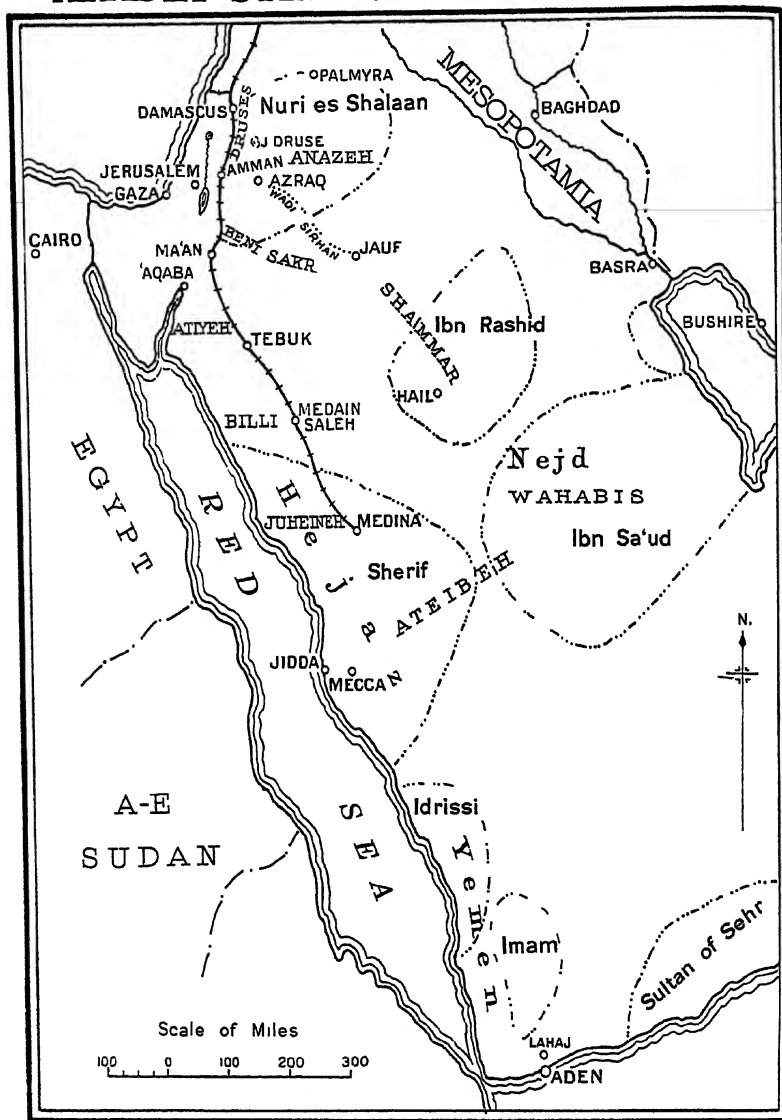 PALMYRA
Nuri es Shalaan
DAMASCUS
DRUSES
J DRUSE
AMMAN
ANAZEH
AZRAQ
JERUSALEM
GAZA
WADI SIRHAN
JAUF
CAIRO
MA'AN
BENI SAKR
'AQABA
MESOPOTAMIA
BAGHDAD
BASRA
BUSHIRE
ATIYEH
TEBUK
SHAMMAR
Ibn Rashid
HAIL
BILLI
MEDAIN
SALEH
Nejd
WAHABIS
Ibn Sa'ud
EGYPT
RED
SEA
Hejaz
JUHEINEH
MEDINA
Sherif
ATEIBEH
JIDDA
MECCA
N.
A-E
SUDAN
Idrissi
Yemen
Imam
Sultan of Sehr
LAHAJ
ADEN
Scale of Miles
100 0 100 200 300